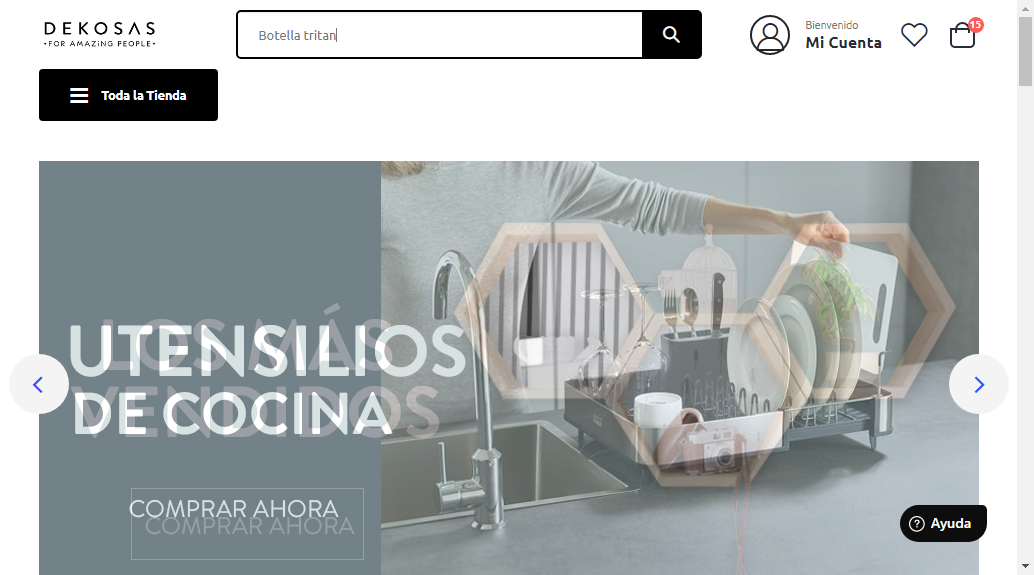 DEKOSAS
•FOR AMAZiNG PEOPLE•
Botella tritan
Bienvenido
Mi Cuenta
15
Toda la Tienda
UTENSILIOS
DE COCINA
LOS MÁS
VENDIDOS
COMPRAR AHORA
COMPRAR AHORA
Ayuda